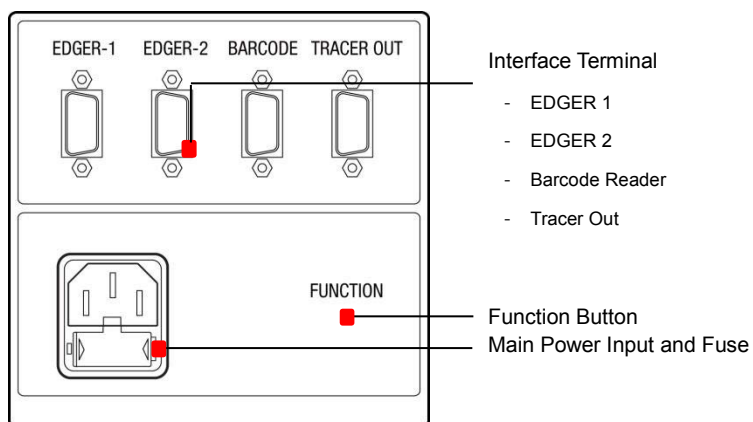 EDGER-1 EDGER-2 BARCODE TRACER OUT
Interface Terminal
- EDGER 1
- EDGER 2
- Barcode Reader
- Tracer Out
FUNCTION
Function Button
Main Power Input and Fuse